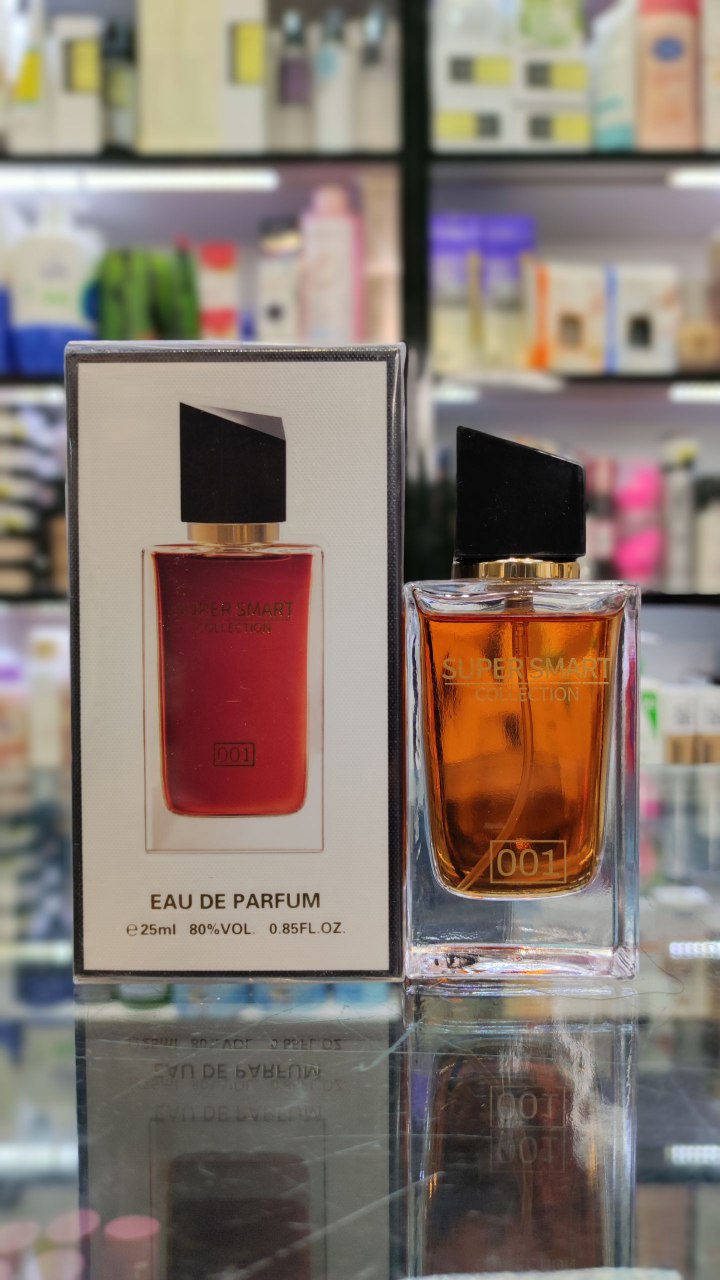 SUPER SMART
COLLECTION
001
EAU DE PARFUM
℮25ml 80%VOL. 0.85FL.OZ.
SUPER SMART
COLLECTION
001